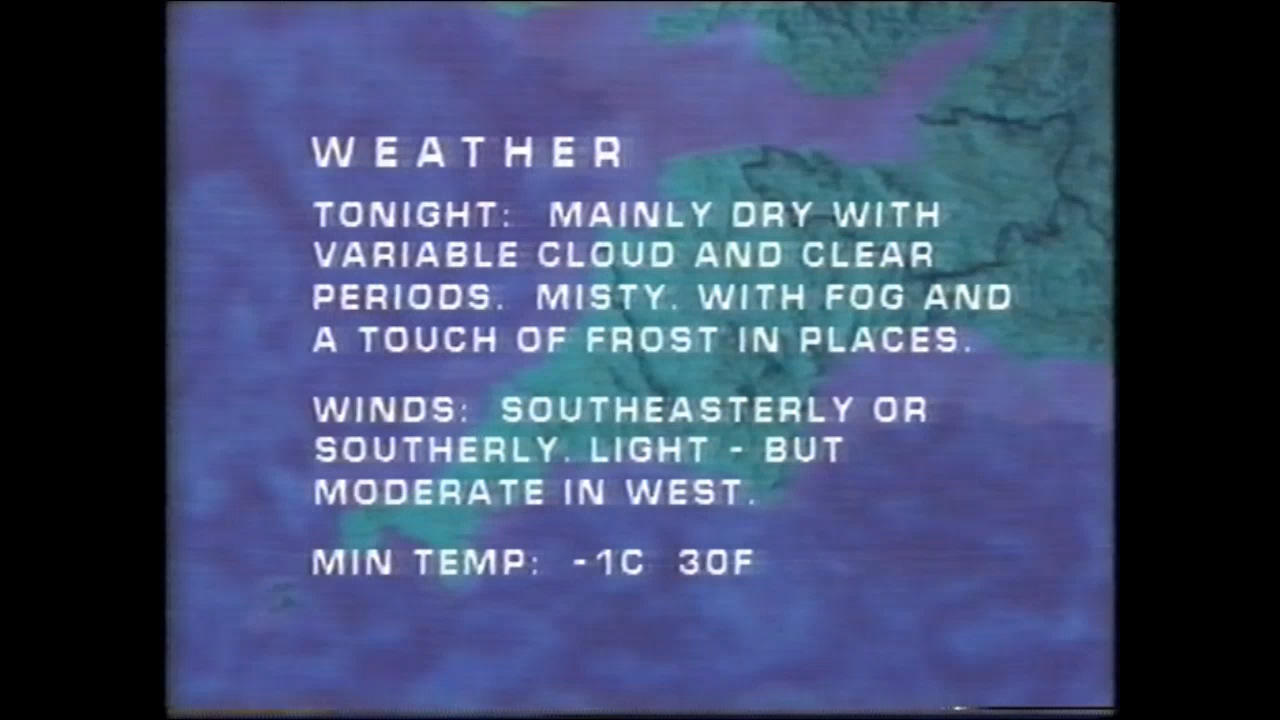 WEATHER
TONIGHT: MAINLY DRY WITH
VARIABLE CLOUD AND CLEAR
PERIODS. MISTY. WITH FOG AND
A TOUCH OF FROST IN PLACES.
WINDS: SOUTHEASTERLY OR
SOUTHERLY. LIGHT - BUT
MODERATE IN WEST.
MIN TEMP: -1C 30F